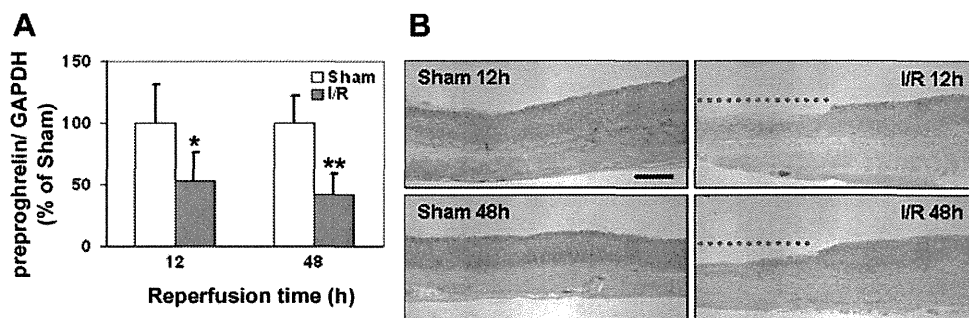 A
preproghrelin/ GAPDH
(% of Sham)
150
100
50
0
Sham
I/R
*
**
12
48
Reperfusion time (h)
B
Sham 12h
I/R 12h
Sham 48h
I/R 48h